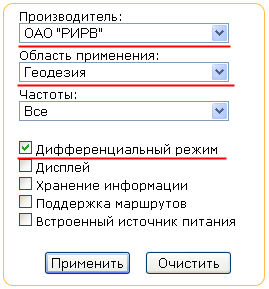 Производитель:
ОАО "РИРВ"
Область применения:
Геодезия
Частоты:
Все
Дифференциальный режим
Дисплей
Хранение информации
Поддержка маршрутов
Встроенный источник питания
Применить Очистить